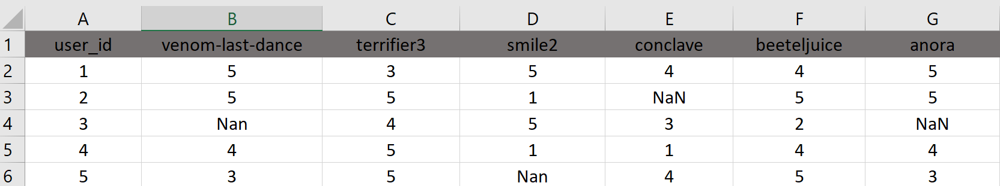 A B C D E F G
1 user_id venom-last-dance terrifier3 smile2 conclave beeteljuice anora
2 1 5 3 5 4 4 5
3 2 5 5 1 NaN 5 5
4 3 Nan 4 5 3 2 NaN
5 4 4 5 1 1 4 4
6 5 3 5 Nan 4 5 3